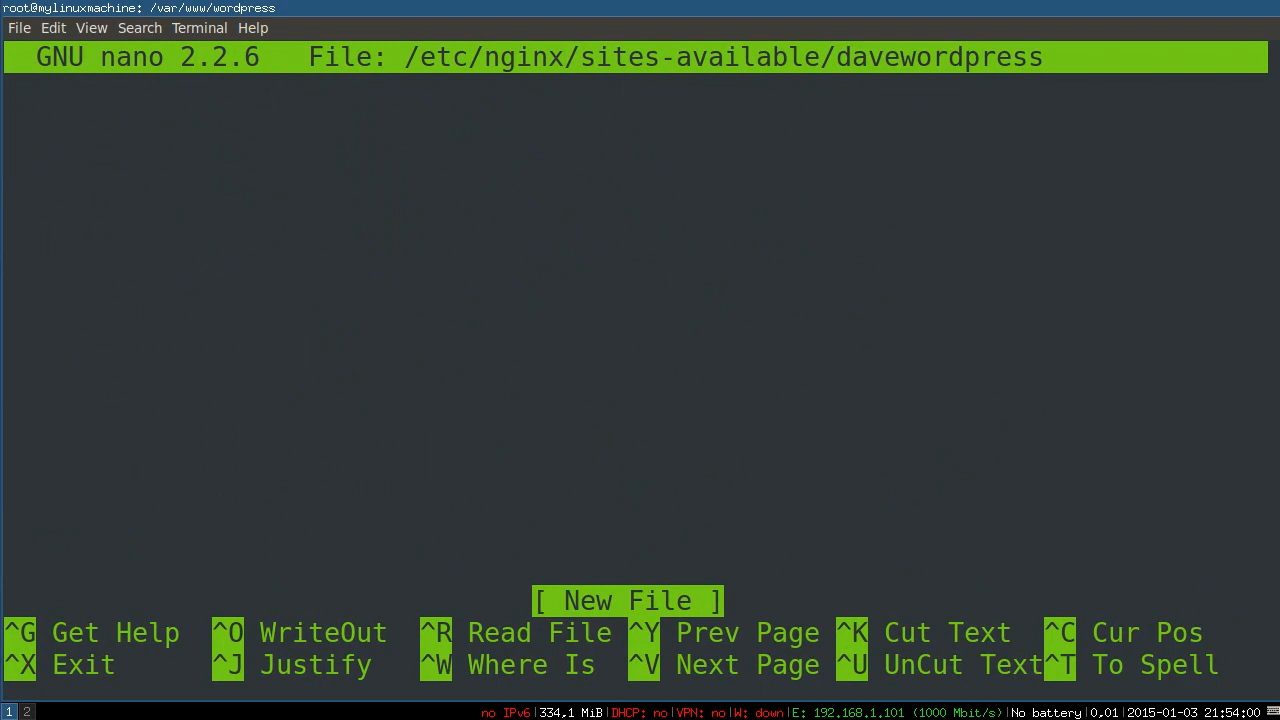 root@mylinuxmachine: /var/www/wordpress
File Edit View Search Terminal Help
GNU nano 2.2.6 File: /etc/nginx/sites-available/davewordpress
[ New File ]
^G Get Help ^O WriteOut ^R Read File ^Y Prev Page ^K Cut Text ^C Cur Pos
^X Exit ^J Justify ^W Where Is ^V Next Page ^U UnCut Text^T To Spell
1 2 no IPv6|334,1 MiB|DHCP: no|VPN: no|W: down|E: 192.168.1.101 (1000 Mbit/s)|No battery|0,01|2015-01-03 21:54:00